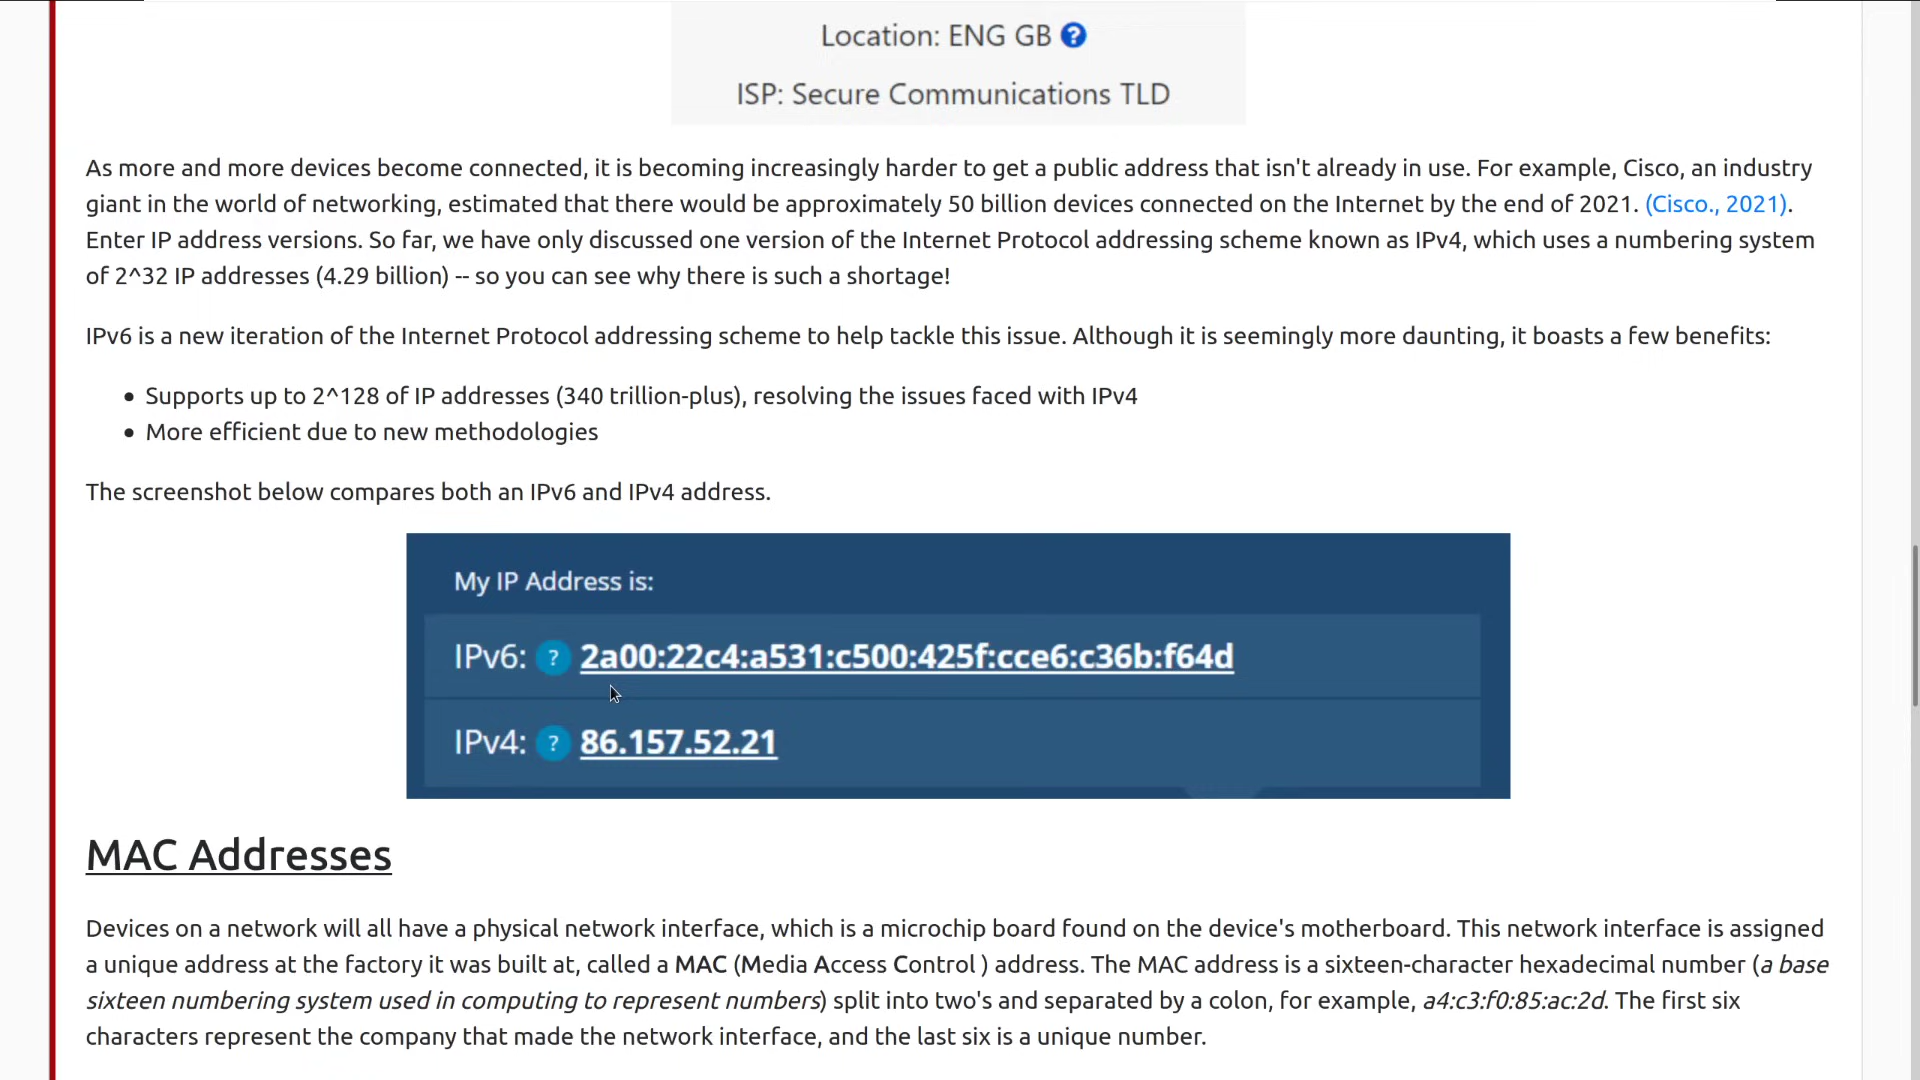 Location: ENG GB ?
ISP: Secure Communications TLD
As more and more devices become connected, it is becoming increasingly harder to get a public address that isn't already in use. For example, Cisco, an industry
giant in the world of networking, estimated that there would be approximately 50 billion devices connected on the Internet by the end of 2021. (Cisco., 2021).
Enter IP address versions. So far, we have only discussed one version of the Internet Protocol addressing scheme known as IPv4, which uses a numbering system
of 2^32 IP addresses (4.29 billion) -- so you can see why there is such a shortage!
IPv6 is a new iteration of the Internet Protocol addressing scheme to help tackle this issue. Although it is seemingly more daunting, it boasts a few benefits:
• Supports up to 2^128 of IP addresses (340 trillion-plus), resolving the issues faced with IPv4
• More efficient due to new methodologies
The screenshot below compares both an IPv6 and IPv4 address.
My IP Address is:
IPv6: ? 2a00:22c4:a531:c500:425f:cce6:c36b:f64d
IPv4: ? 86.157.52.21
MAC Addresses
Devices on a network will all have a physical network interface, which is a microchip board found on the device's motherboard. This network interface is assigned
a unique address at the factory it was built at, called a MAC (Media Access Control ) address. The MAC address is a sixteen-character hexadecimal number (a base
sixteen numbering system used in computing to represent numbers) split into two's and separated by a colon, for example, a4:c3:f0:85:ac:2d. The first six
characters represent the company that made the network interface, and the last six is a unique number.